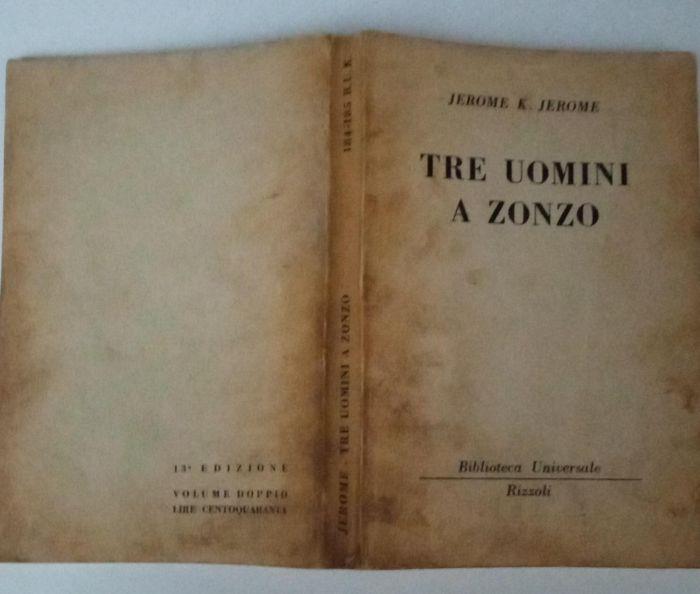 JEROME K. JEROME
TRE UOMINI
A ZONZO
Biblioteca Universale
Rizzoli
JEROME - TRE UOMINI A ZONZO
184-185 B.U.R.
13ª EDIZIONE
VOLUME DOPPIO
LIRE CENTOQUARANTA